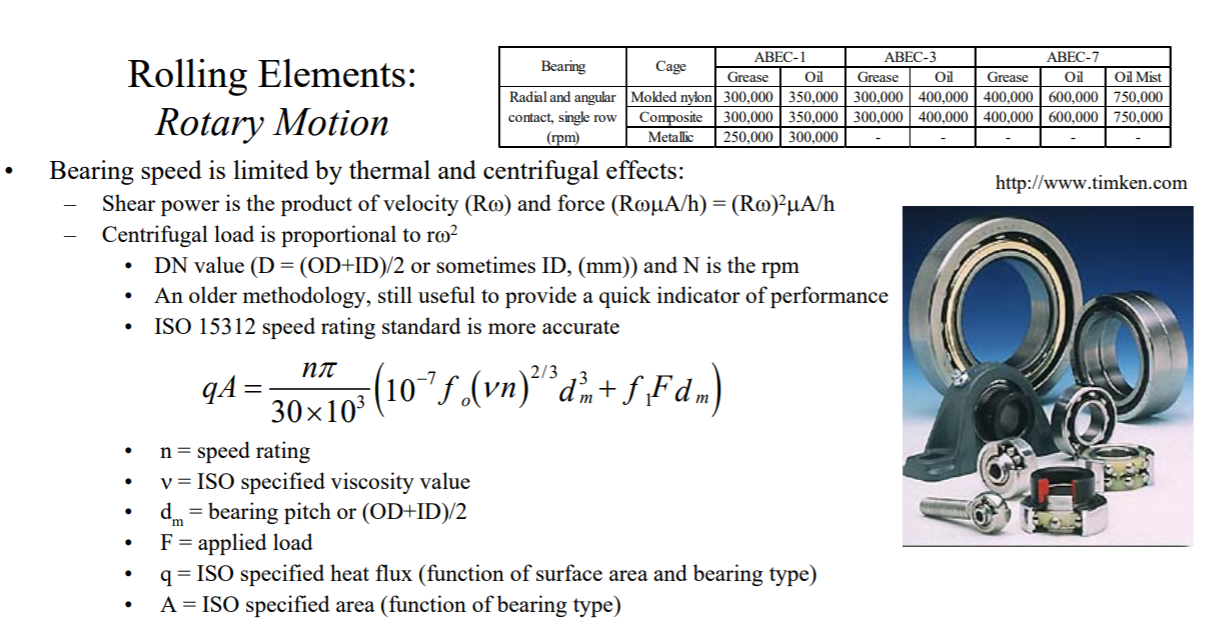 Rolling Elements:
Rotary Motion
Bearing Cage ABEC-1 ABEC-3 ABEC-7
Grease Oil Grease Oil Grease Oil Oil Mist
Radial and angular contact, single row (rpm)
Molded nylon 300,000 350,000 300,000 400,000 400,000 600,000 750,000
Composite 300,000 350,000 300,000 400,000 400,000 600,000 750,000
Metallic 250,000 300,000 - - - - -
• Bearing speed is limited by thermal and centrifugal effects:
http://www.timken.com
– Shear power is the product of velocity (Rω) and force (RωμA/h) = (Rω)²μA/h
– Centrifugal load is proportional to rω²
• DN value (D = (OD+ID)/2 or sometimes ID, (mm)) and N is the rpm
• An older methodology, still useful to provide a quick indicator of performance
• ISO 15312 speed rating standard is more accurate
qA = nπ / 30×10³ (10⁻⁷ fₒ(νn)^2/3 dₘ³ + f₁F dₘ)
• n = speed rating
• ν = ISO specified viscosity value
• dₘ = bearing pitch or (OD+ID)/2
• F = applied load
• q = ISO specified heat flux (function of surface area and bearing type)
• A = ISO specified area (function of bearing type)